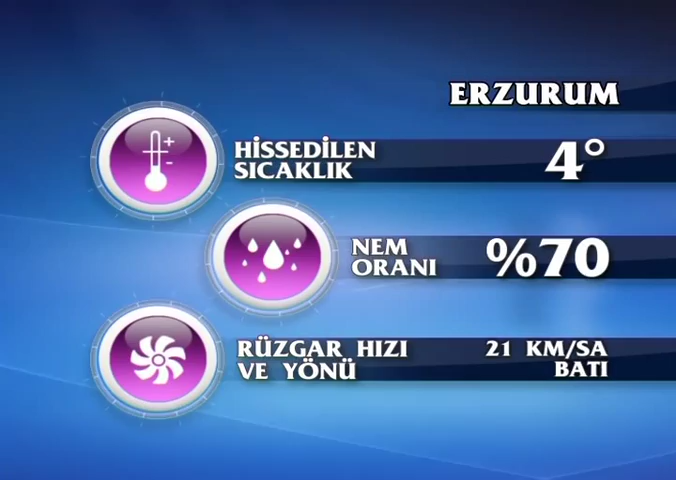 ERZURUM
HİSSEDİLEN
SICAKLIK
4°
NEM
ORANI
%70
RÜZGAR HIZI
VE YÖNÜ
21 KM/SA
BATI